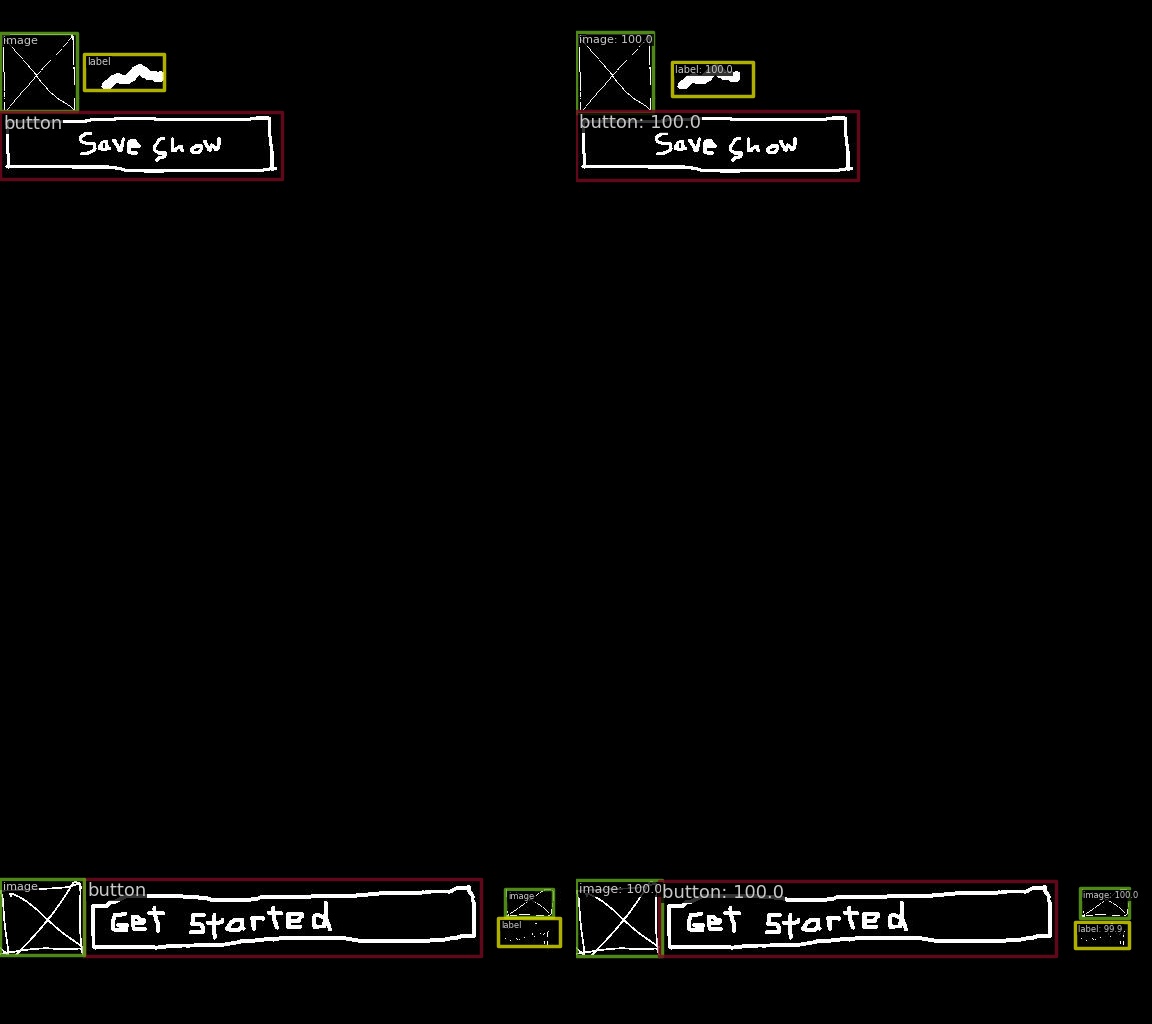 image image: 100.0
label label: 100.0
button button: 100.0
Save Show Save Show
image button image image: 100.0 button: 100.0 image: 100.0
Get Started label Get Started label: 99.9